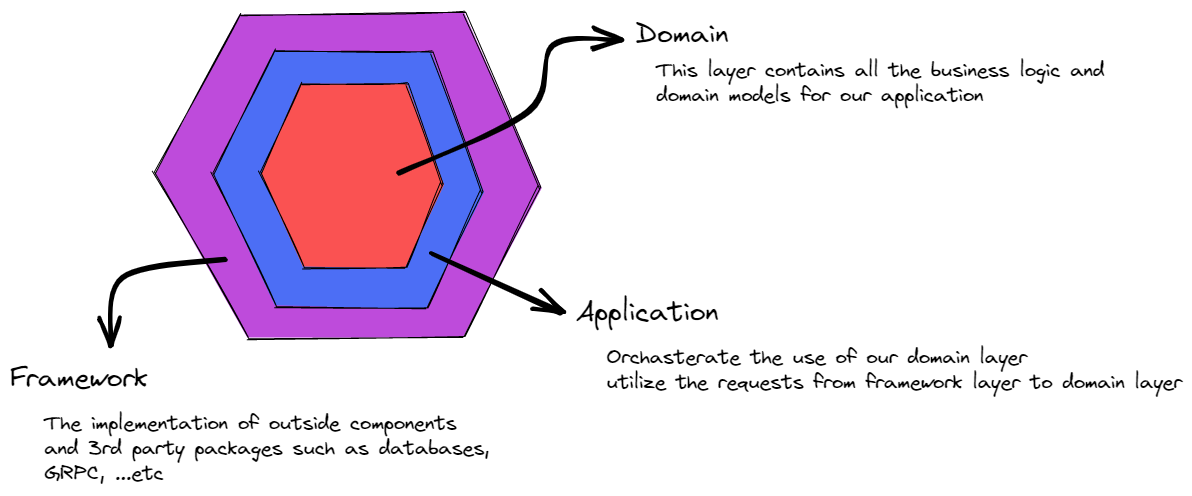 Domain
This layer contains all the business logic and
domain models for our application
Application
Orchasterate the use of our domain layer
utilize the requests from framework layer to domain layer
Framework
The implementation of outside components
and 3rd party packages such as databases,
GRPC, ...etc